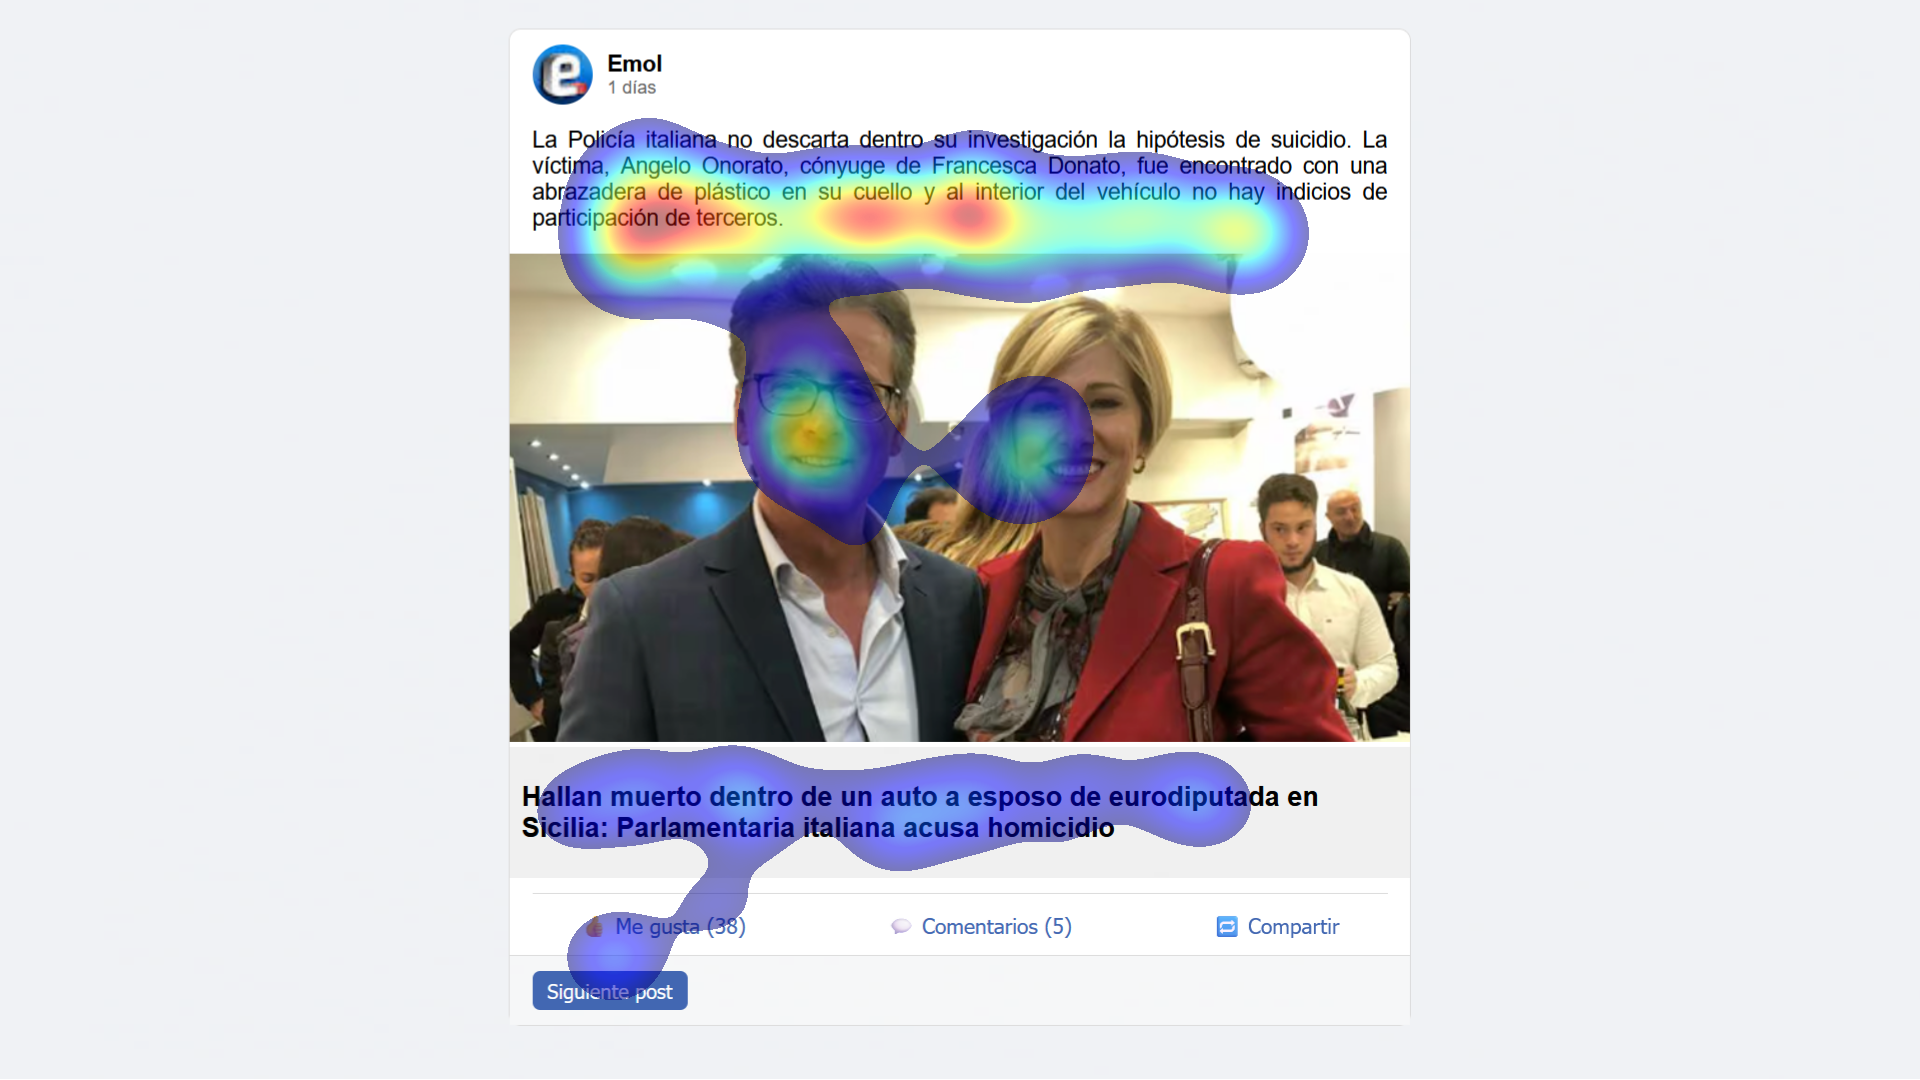 Emol
1 días
La Policía italiana no descarta dentro su investigación la hipótesis de suicidio. La
víctima, Angelo Onorato, cónyuge de Francesca Donato, fue encontrado con una
abrazadera de plástico en su cuello y al interior del vehículo no hay indicios de
participación de terceros.
Hallan muerto dentro de un auto a esposo de eurodiputada en
Sicilia: Parlamentaria italiana acusa homicidio
Me gusta (38) Comentarios (5) Compartir
Siguiente post